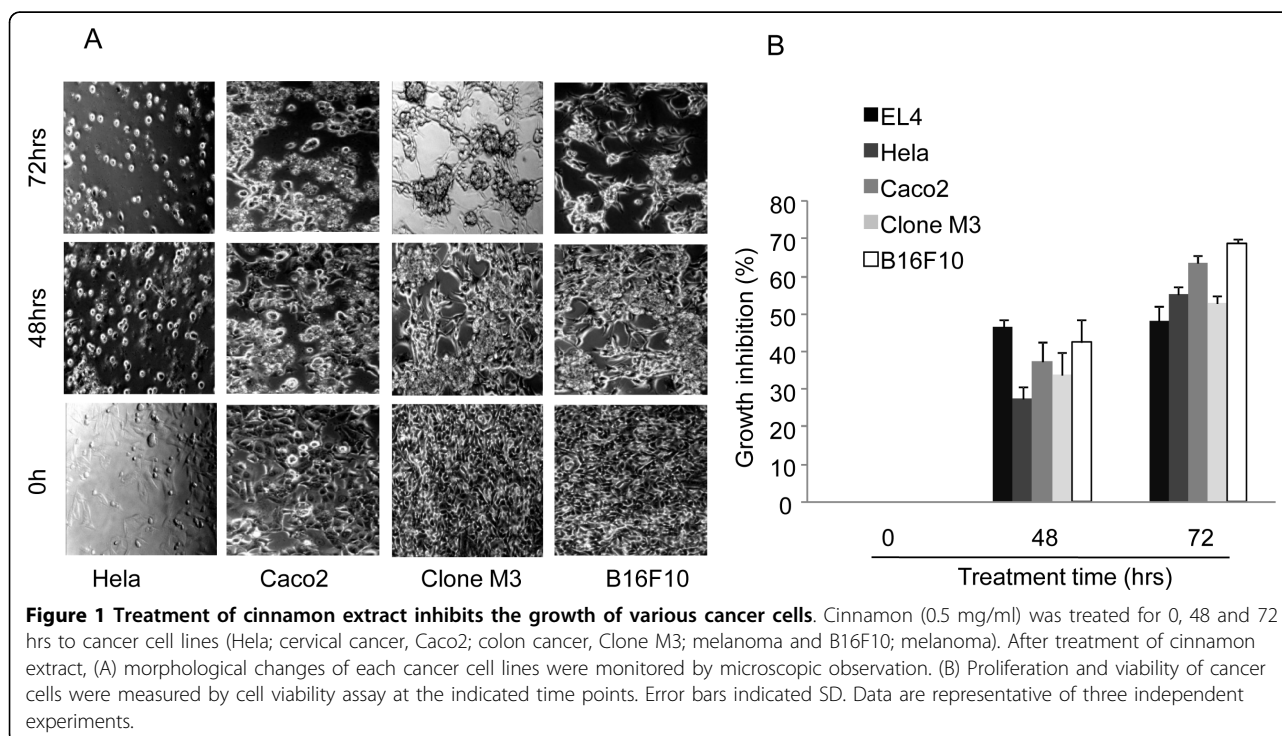 A
72hrs
48hrs
0h
Hela Caco2 Clone M3 B16F10
B
EL4
Hela
Caco2
Clone M3
B16F10
Growth inhibition (%)
80
70
60
50
40
30
20
10
0
0 48 72
Treatment time (hrs)
Figure 1 Treatment of cinnamon extract inhibits the growth of various cancer cells. Cinnamon (0.5 mg/ml) was treated for 0, 48 and 72
hrs to cancer cell lines (Hela; cervical cancer, Caco2; colon cancer, Clone M3; melanoma and B16F10; melanoma). After treatment of cinnamon
extract, (A) morphological changes of each cancer cell lines were monitored by microscopic observation. (B) Proliferation and viability of cancer
cells were measured by cell viability assay at the indicated time points. Error bars indicated SD. Data are representative of three independent
experiments.